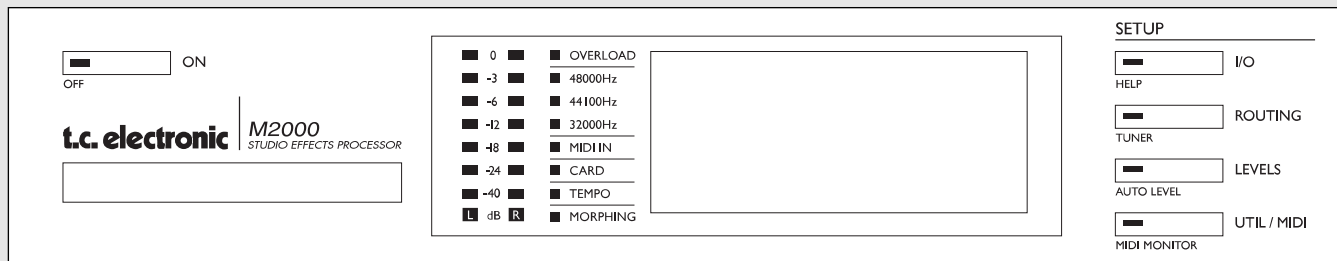 ON
OFF
t.c. electronic
M2000
STUDIO EFFECTS PROCESSOR
0 OVERLOAD
-3 48000Hz
-6 44100Hz
-12 32000Hz
-18 MIDI IN
-24 CARD
-40 TEMPO
L dB R MORPHING
SETUP
I/O
HELP
ROUTING
TUNER
LEVELS
AUTO LEVEL
UTIL / MIDI
MIDI MONITOR